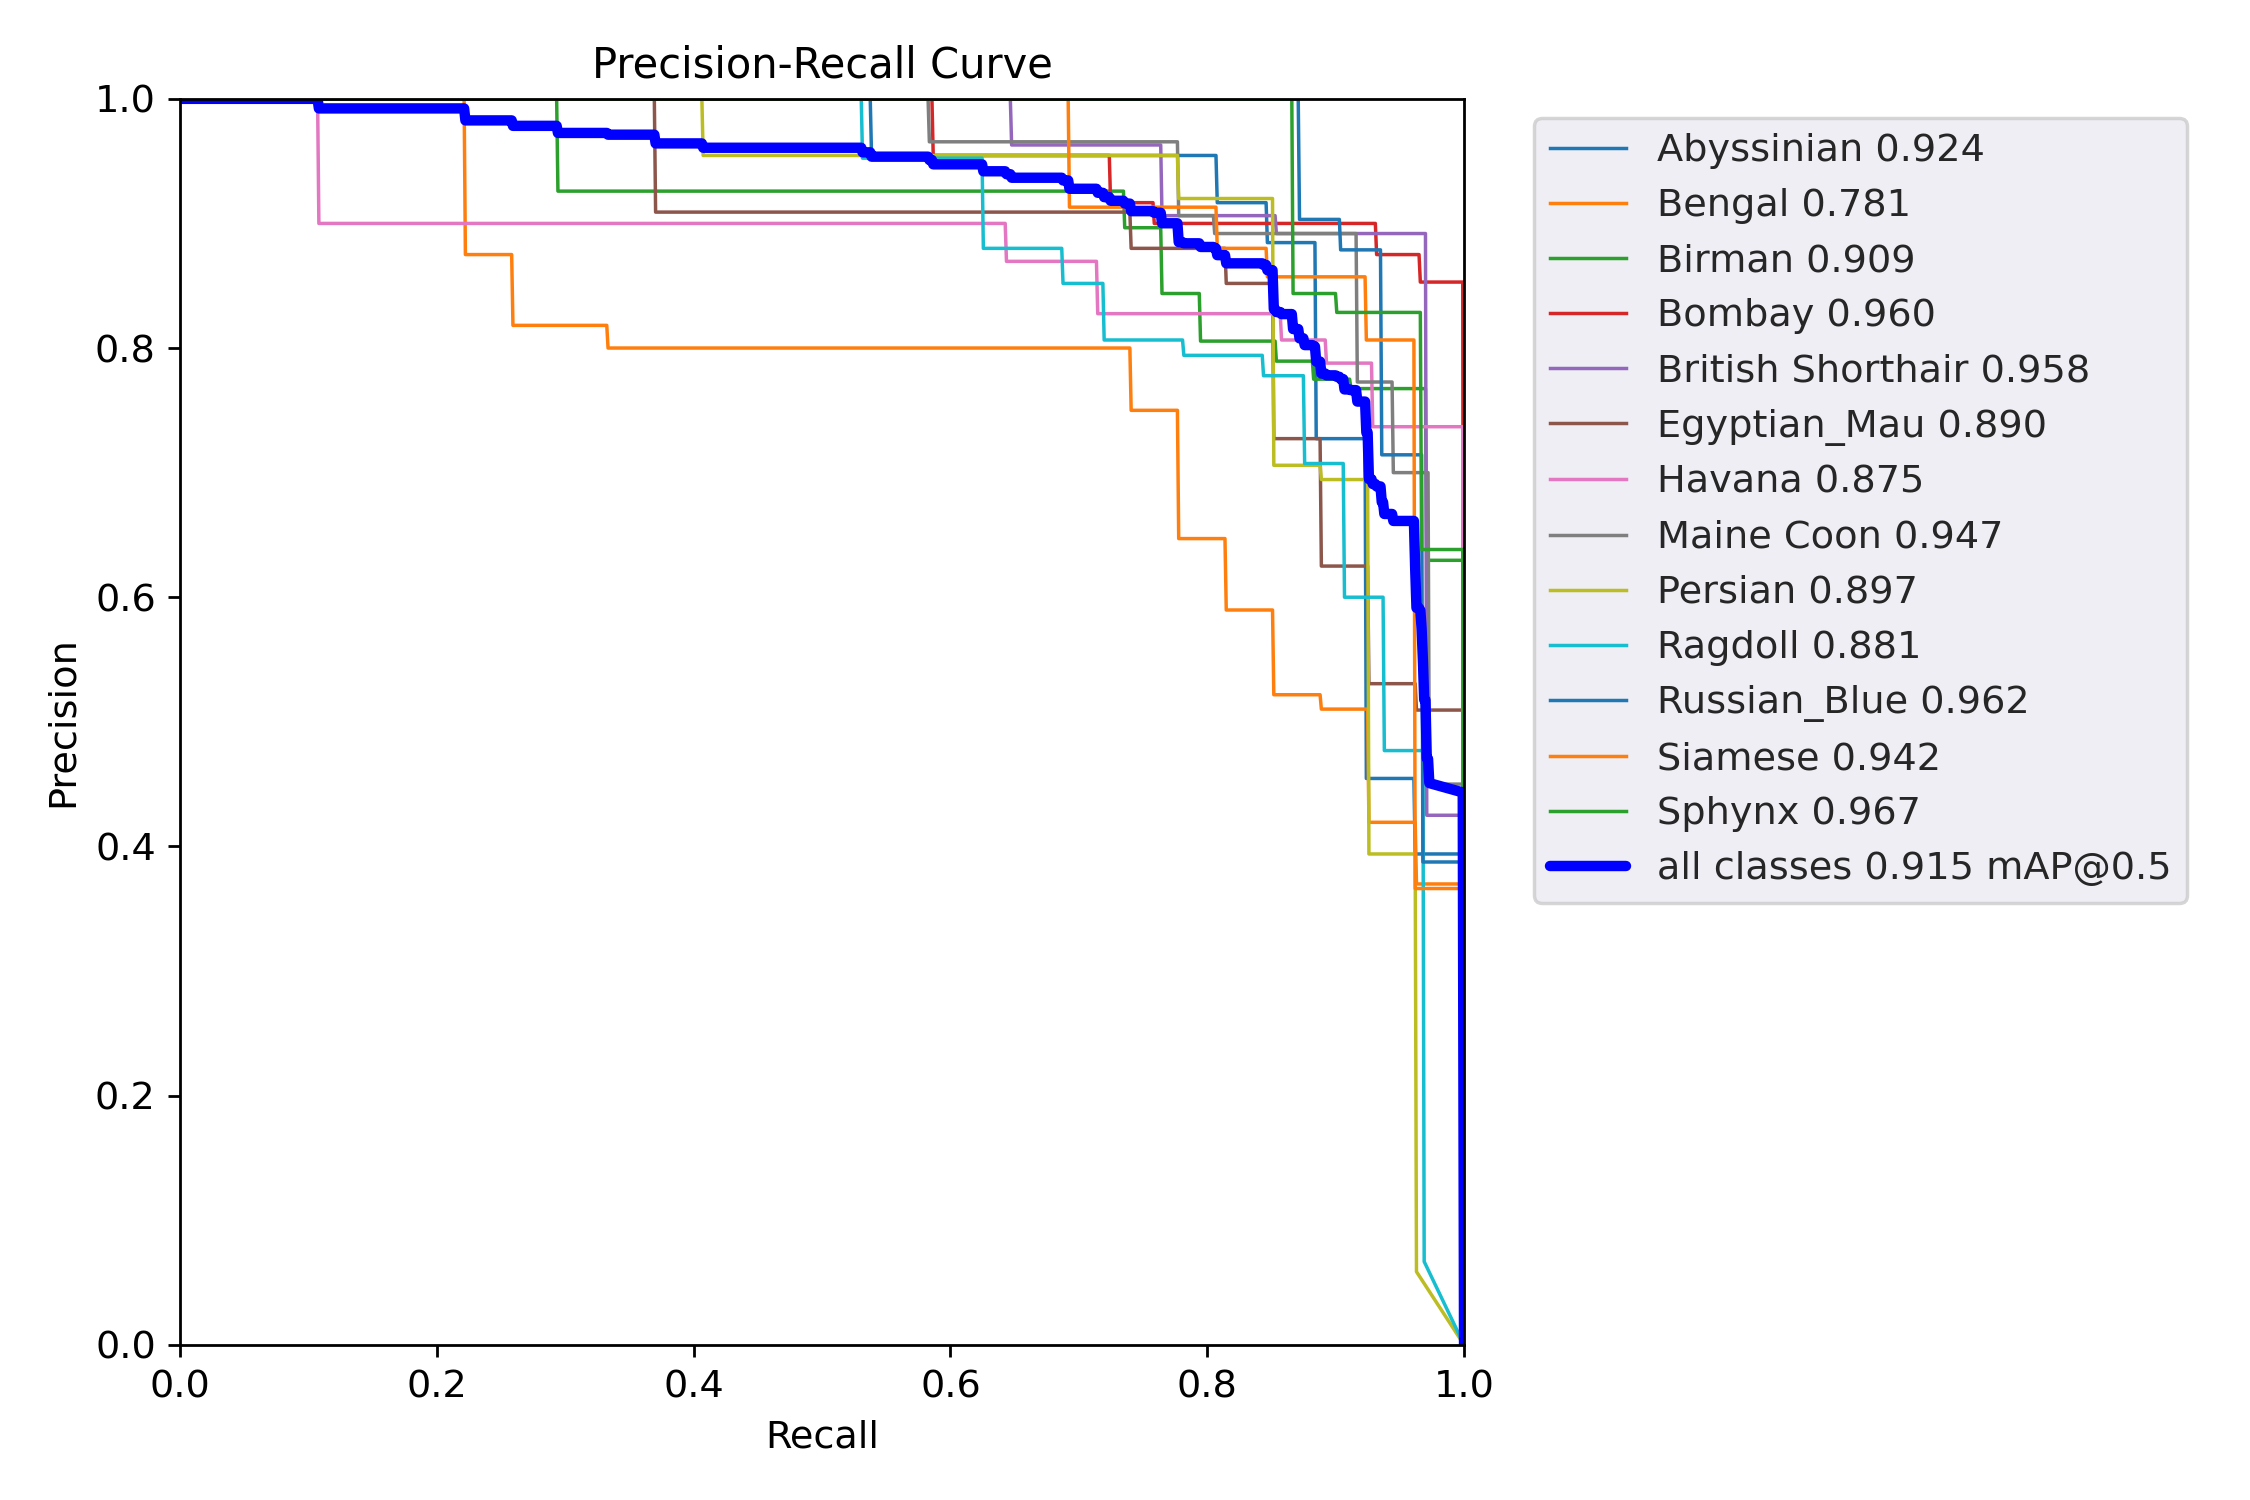 Precision-Recall Curve
1.0
0.8
0.6
0.4
0.2
0.0
Precision
0.0 0.2 0.4 0.6 0.8 1.0
Recall
Abyssinian 0.924
Bengal 0.781
Birman 0.909
Bombay 0.960
British Shorthair 0.958
Egyptian_Mau 0.890
Havana 0.875
Maine Coon 0.947
Persian 0.897
Ragdoll 0.881
Russian_Blue 0.962
Siamese 0.942
Sphynx 0.967
all classes 0.915 mAP@0.5